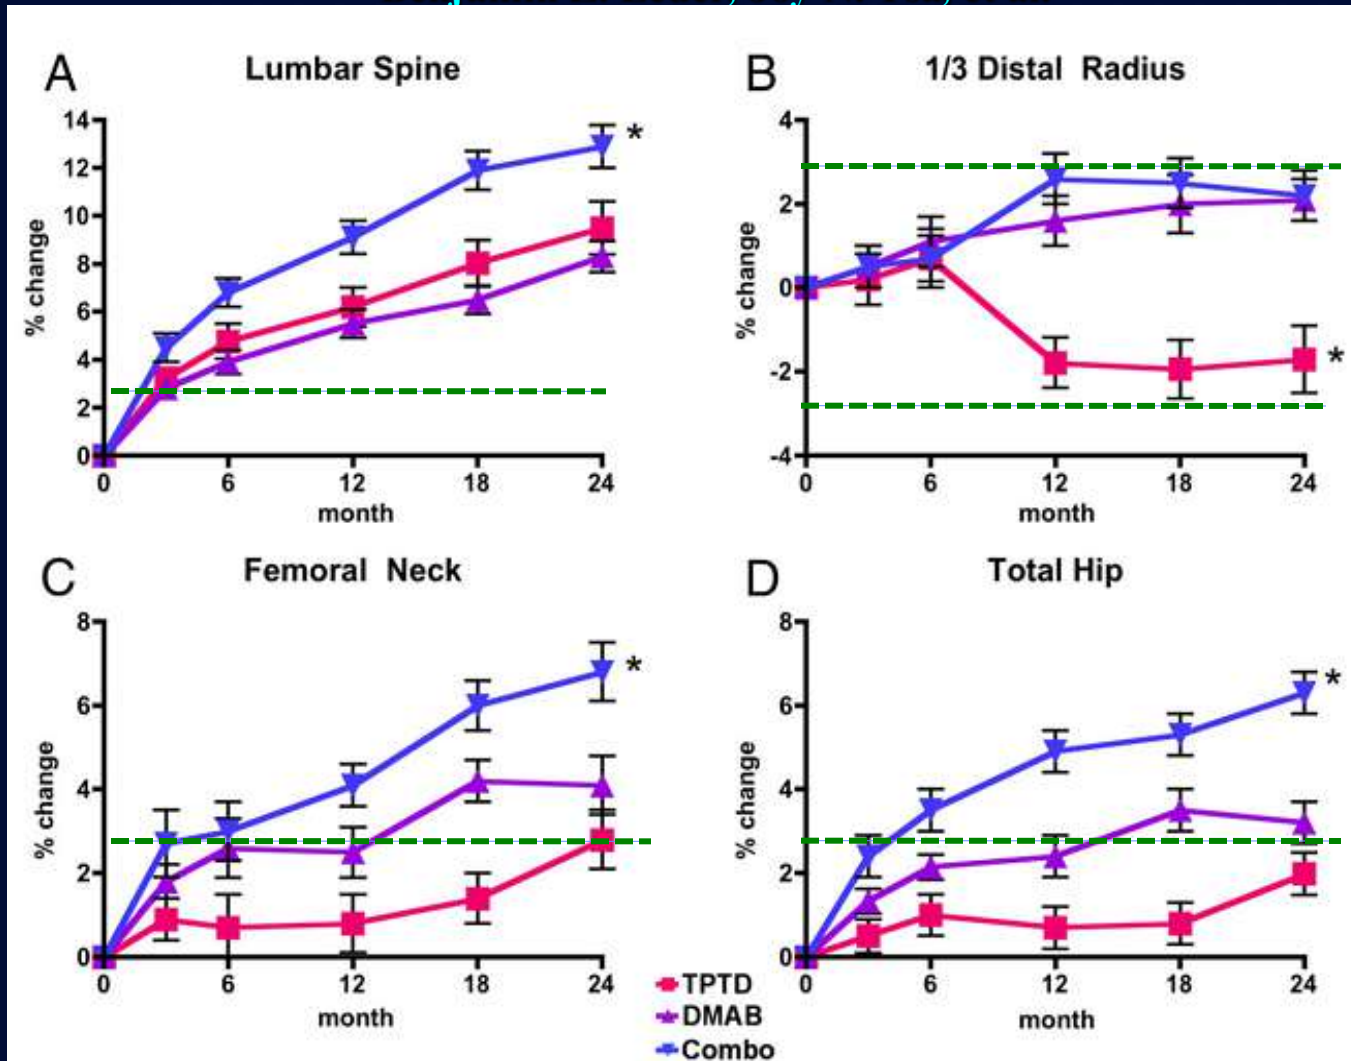 A
Lumbar Spine
% change
14
12
10
8
6
4
2
0
0 6 12 18 24
month
*
B
1/3 Distal Radius
% change
4
2
0
-2
-4
0 6 12 18 24
month
*
C
Femoral Neck
% change
8
6
4
2
0
0 6 12 18 24
month
*
D
Total Hip
% change
8
6
4
2
0
0 6 12 18 24
month
*
TPTD
DMAB
Combo